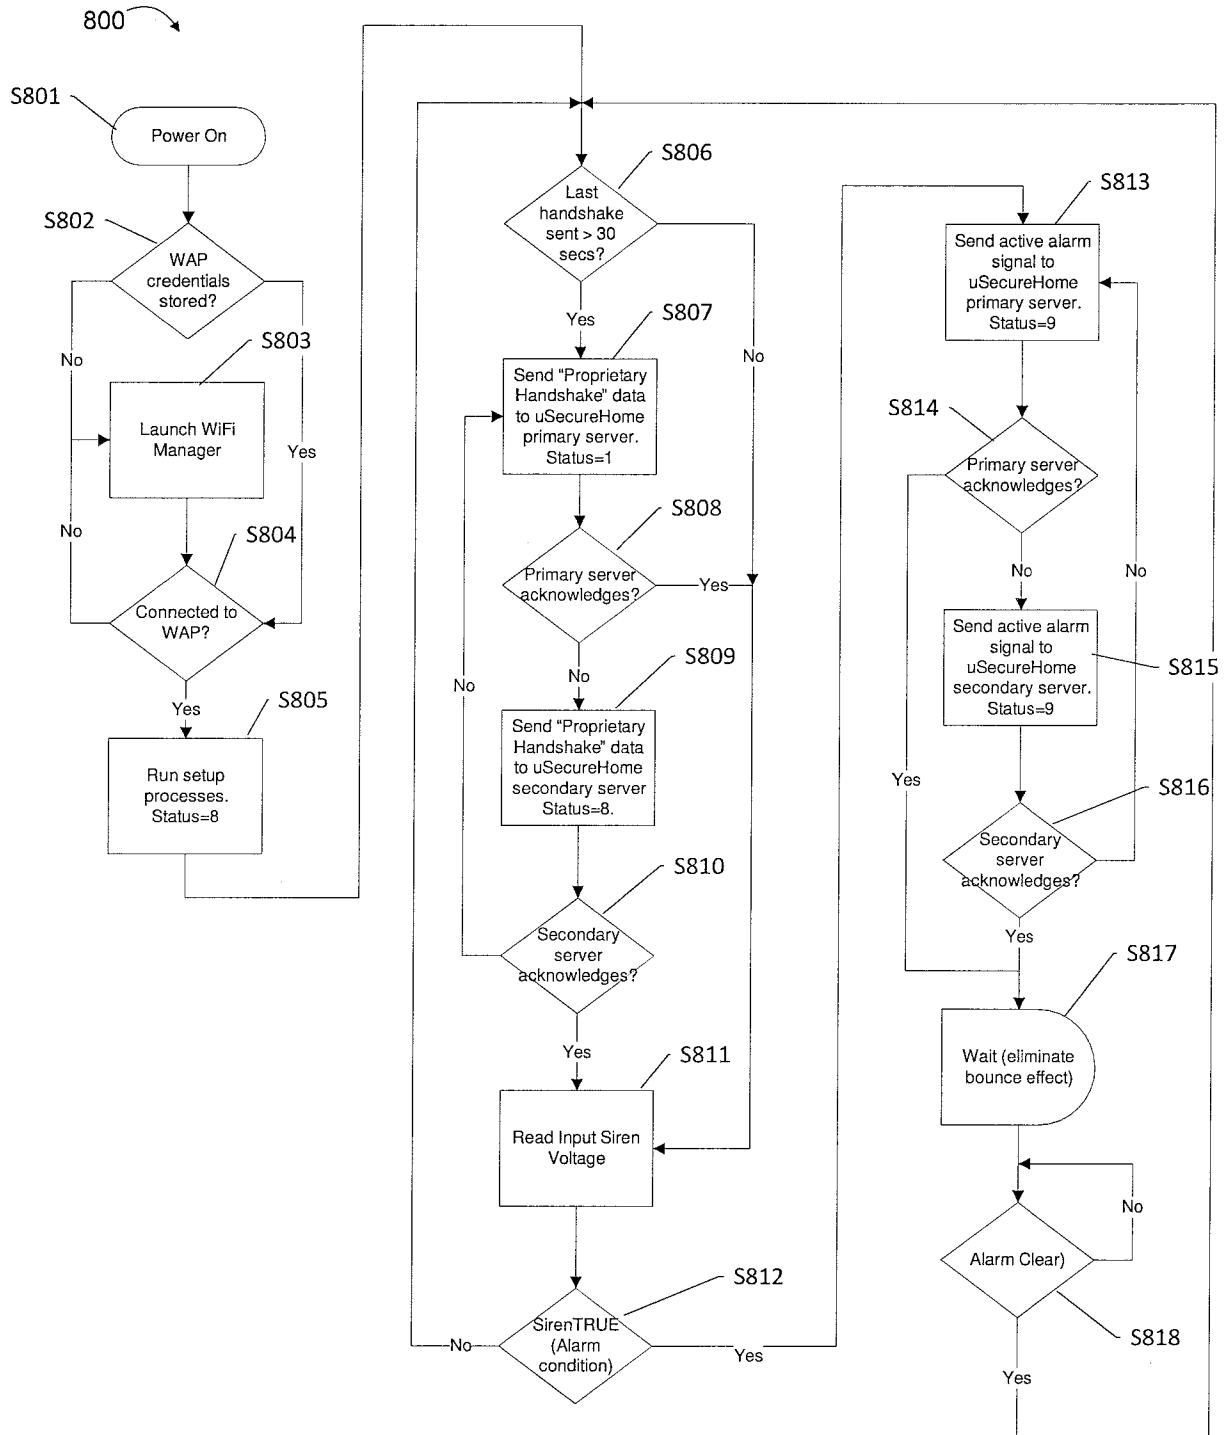 800
S801
Power On
S802
WAP
credentials
stored?
No
Yes
S803
Launch WiFi
Manager
No
S804
Connected to
WAP?
Yes
S805
Run setup
processes.
Status=8
S806
Last
handshake
sent > 30
secs?
Yes
No
S807
Send "Proprietary
Handshake" data
to uSecureHome
primary server.
Status=1
S808
Primary server
acknowledges?
Yes
No
No
S809
Send "Proprietary
Handshake" data
to uSecureHome
secondary server
Status=8.
S810
Secondary
server
acknowledges?
Yes
S811
Read Input Siren
Voltage
S812
SirenTRUE
(Alarm
condition)
No
Yes
S813
Send active alarm
signal to
uSecureHome
primary server.
Status=9
S814
Primary server
acknowledges?
No
No
Yes
S815
Send active alarm
signal to
uSecureHome
secondary server.
Status=9
S816
Secondary
server
acknowledges?
Yes
S817
Wait (eliminate
bounce effect)
No
Alarm Clear)
S818
Yes